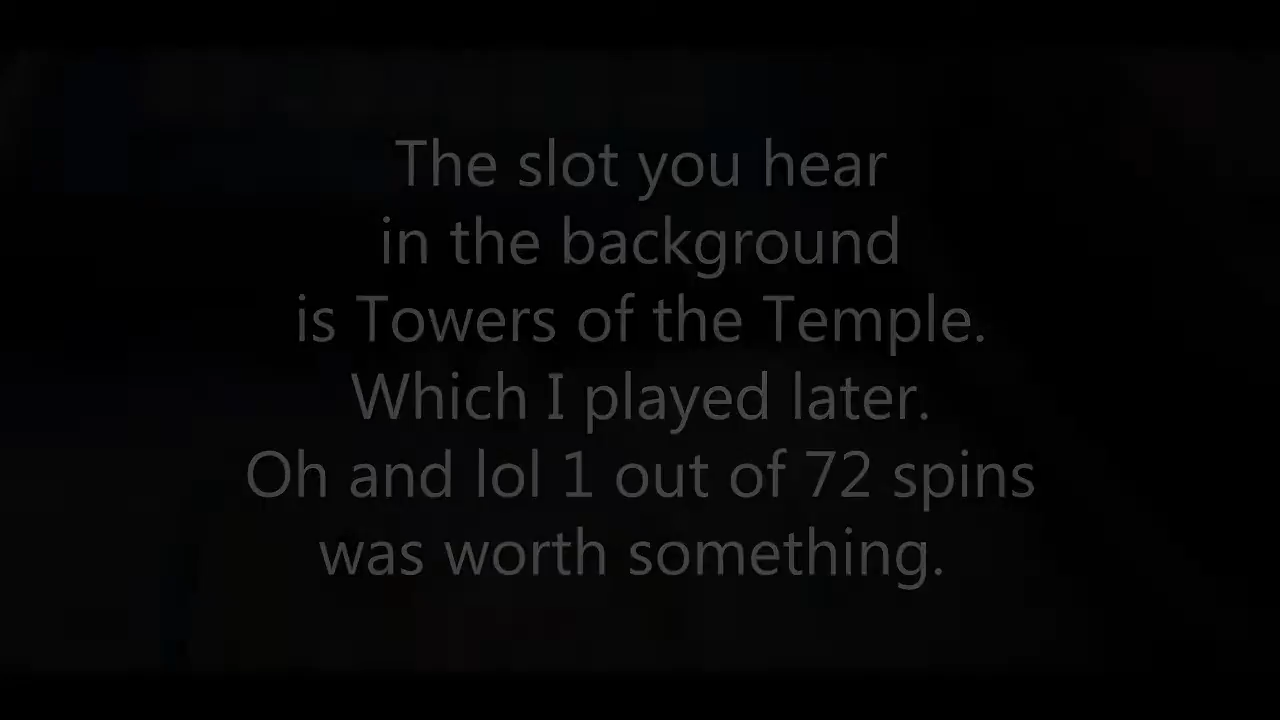 The slot you hear
in the background
is Towers of the Temple.
Which I played later.
Oh and lol 1 out of 72 spins
was worth something.